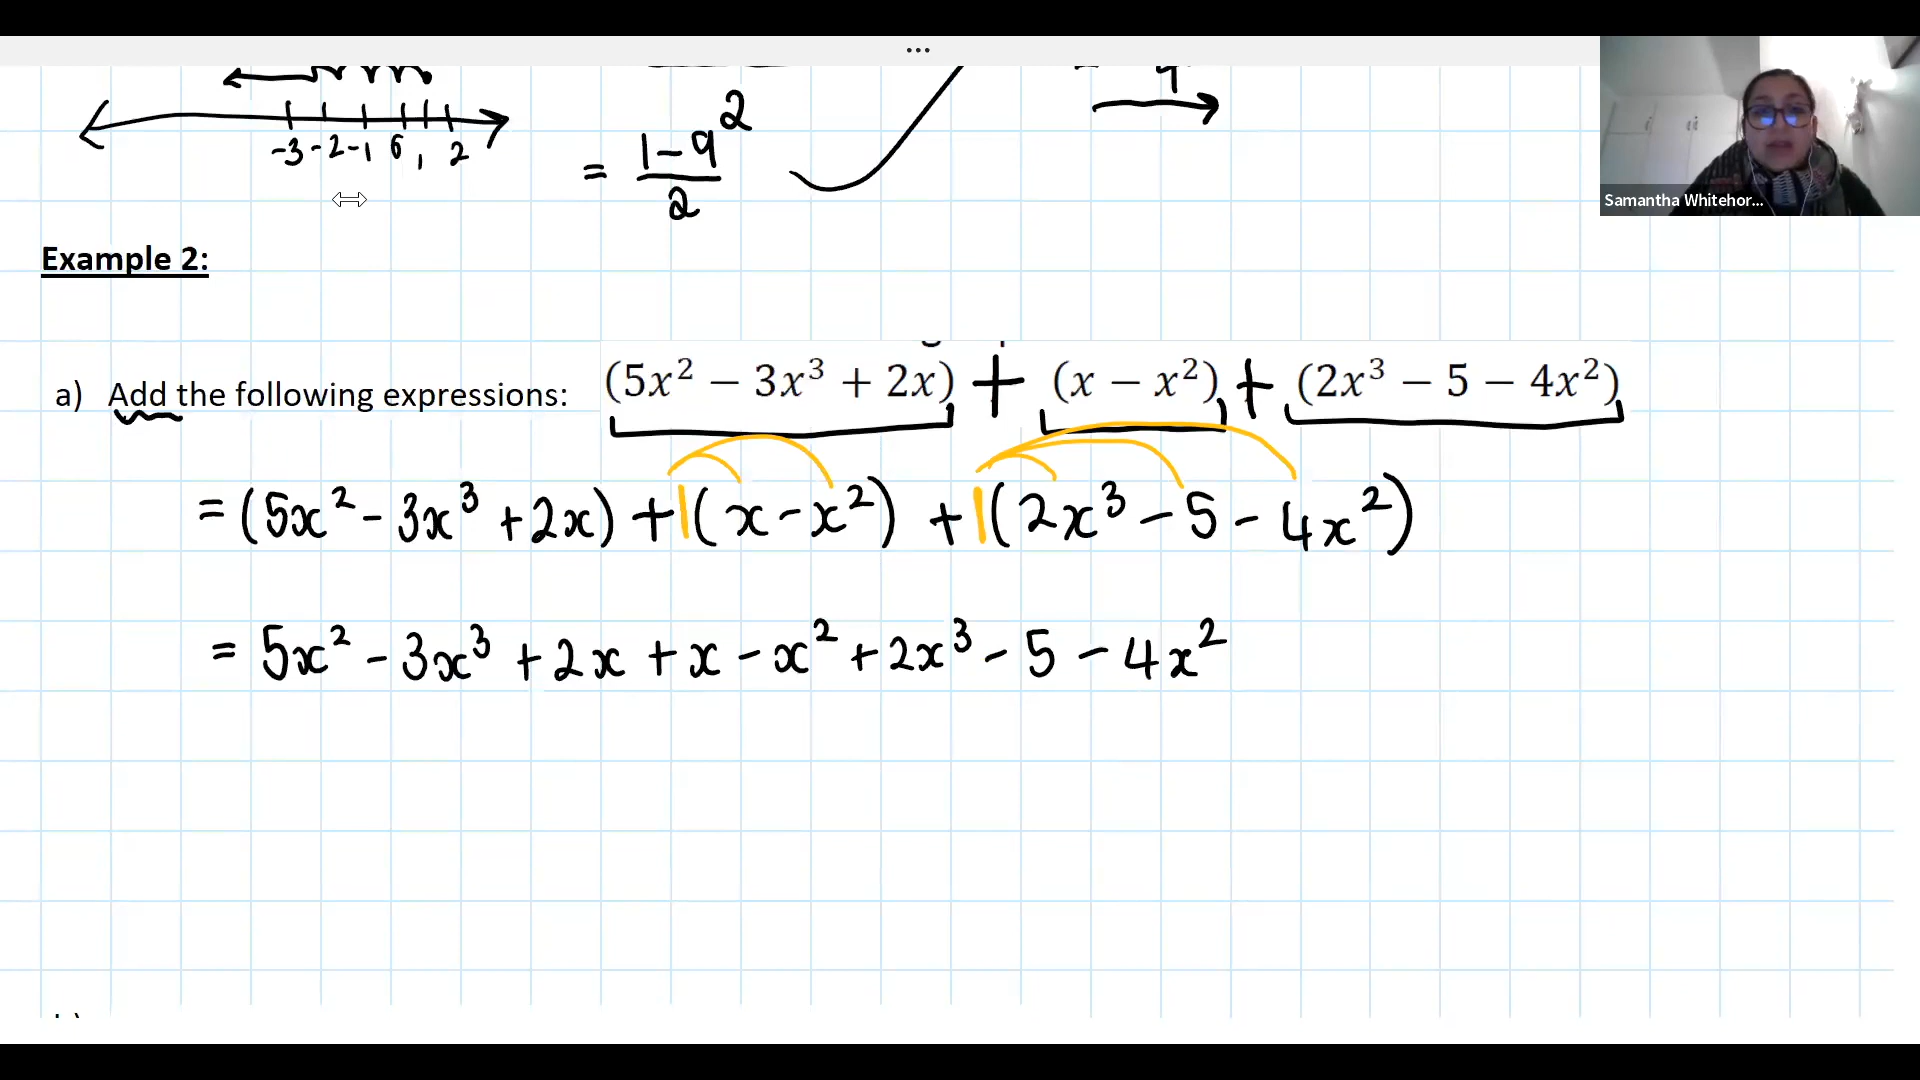 ...
-3 -2 -1 0 1 2
= 1-9² / 2
Samantha Whitehor...
Example 2:
a) Add the following expressions: (5x² − 3x³ + 2x) + (x − x²) + (2x³ − 5 − 4x²)
= (5x² - 3x³ + 2x) + 1(x - x²) + 1(2x³ - 5 - 4x²)
= 5x² - 3x³ + 2x + x - x² + 2x³ - 5 - 4x²